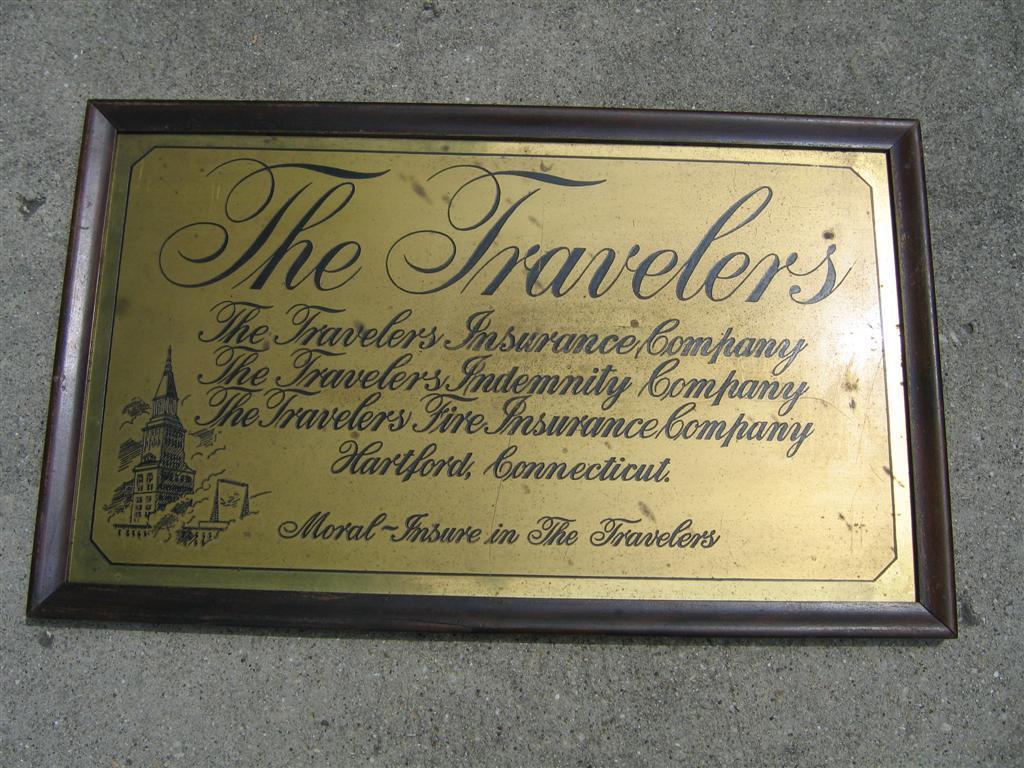 The Travelers
The Travelers Insurance Company
The Travelers Indemnity Company
The Travelers Fire Insurance Company
Hartford, Connecticut.
Moral-Insure in The Travelers